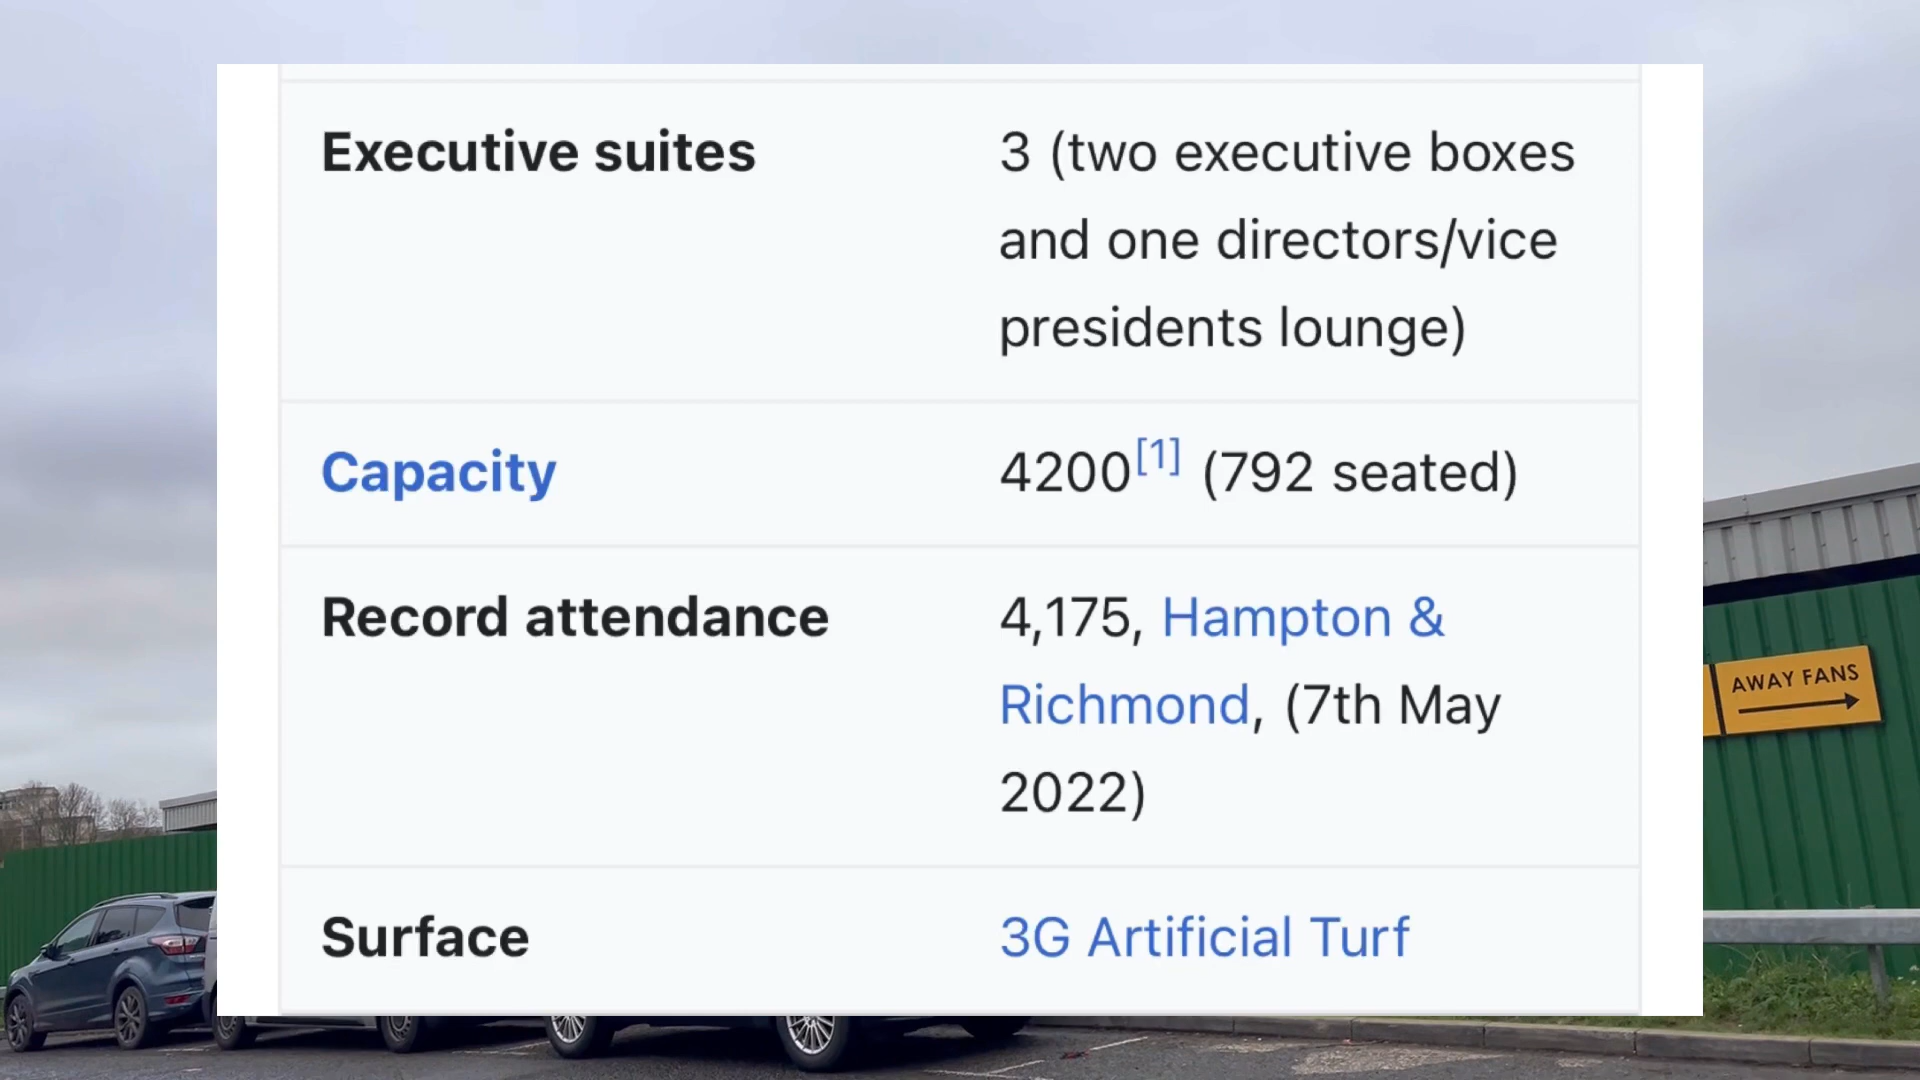 Executive suites
3 (two executive boxes
and one directors/vice
presidents lounge)
Capacity
4200[1] (792 seated)
Record attendance
4,175, Hampton &
Richmond, (7th May
2022)
Surface
3G Artificial Turf
AWAY FANS